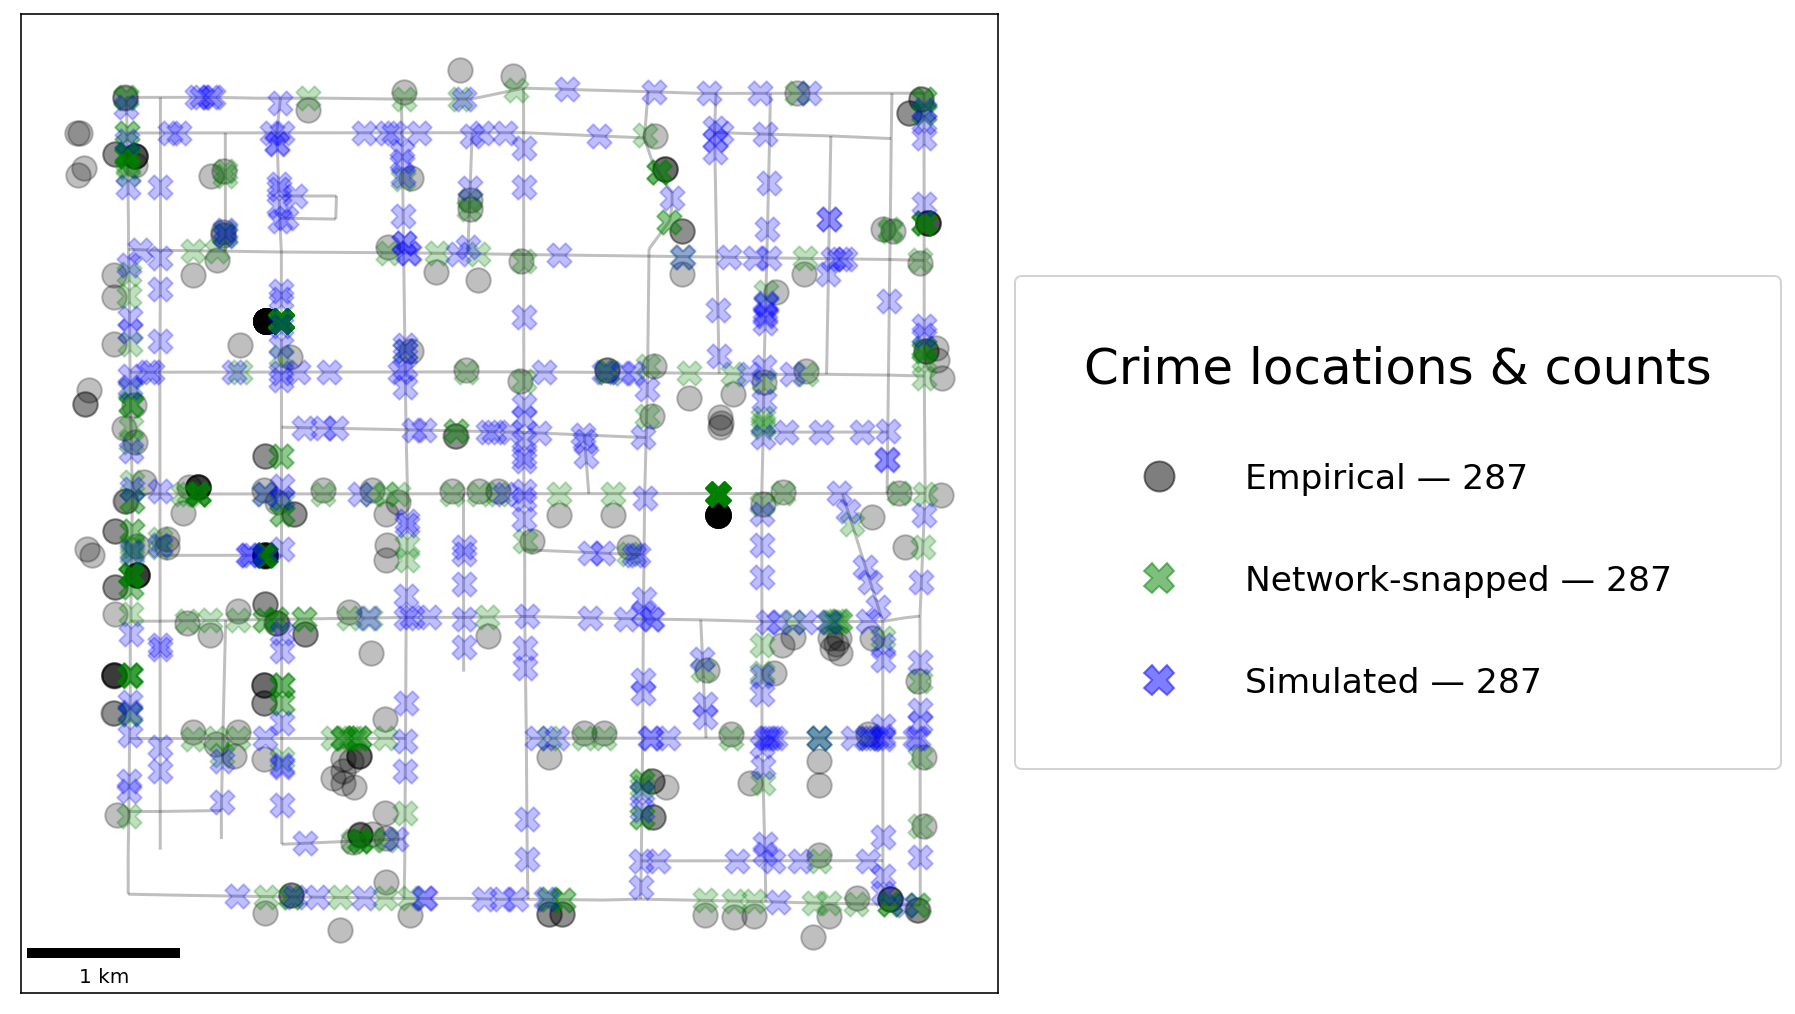 Crime locations & counts
Empirical — 287
Network-snapped — 287
Simulated — 287
1 km